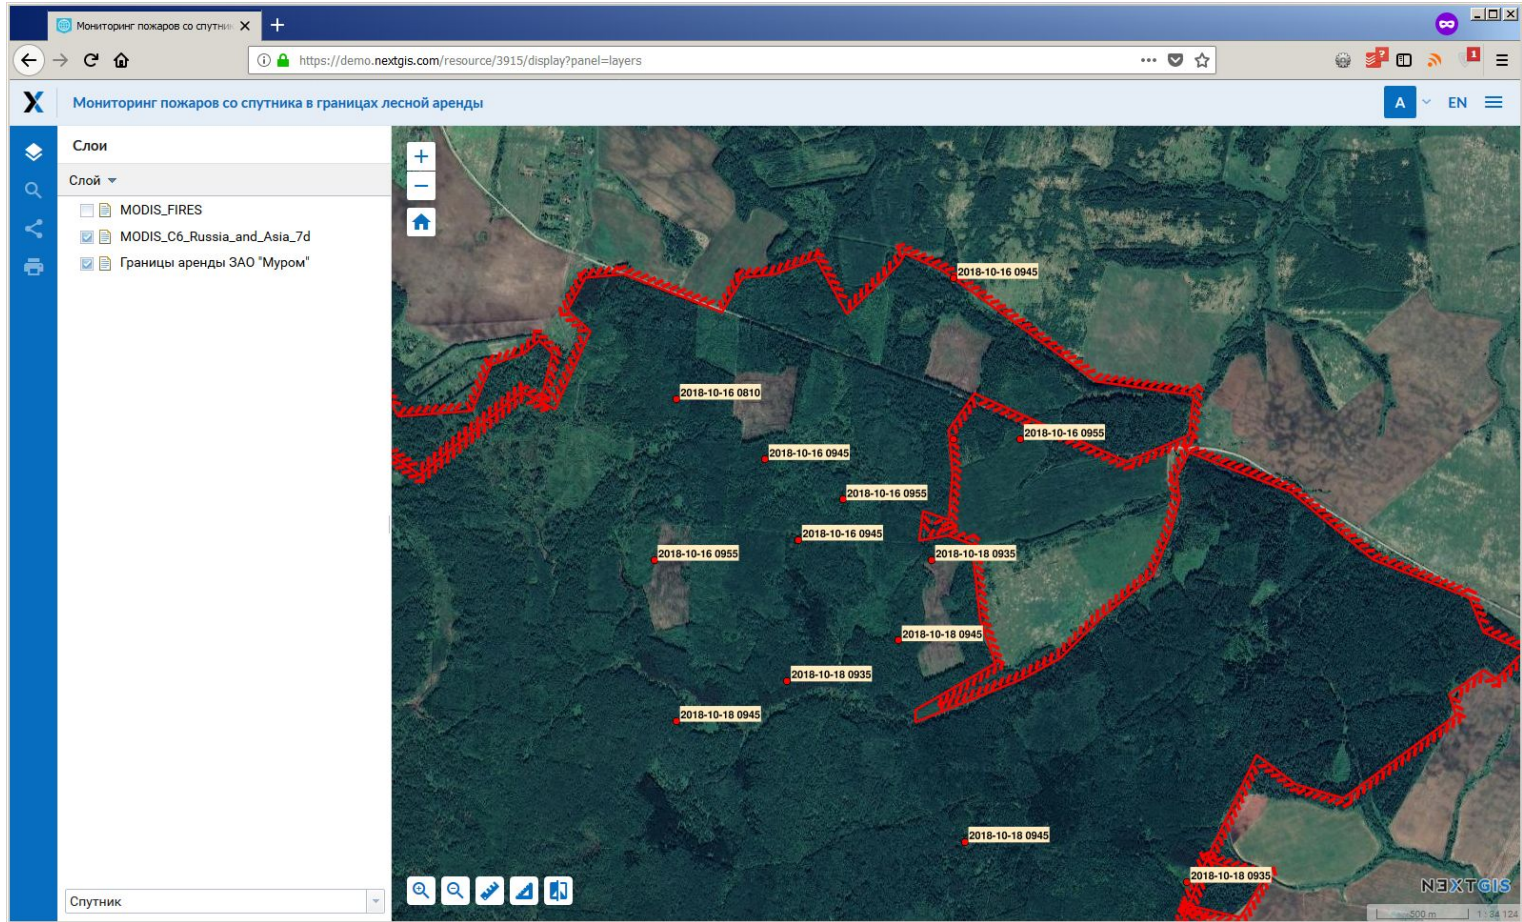 Мониторинг пожаров со спутник
https://demo.nextgis.com/resource/3915/display?panel=layers
Мониторинг пожаров со спутника в границах лесной аренды
A
EN
Слои
Слой
MODIS_FIRES
MODIS_C6_Russia_and_Asia_7d
Границы аренды ЗАО "Муром"
2018-10-16 0945
2018-10-16 0810
2018-10-16 0955
2018-10-16 0945
2018-10-16 0955
2018-10-16 0945
2018-10-16 0955
2018-10-18 0935
2018-10-18 0945
2018-10-18 0935
2018-10-18 0945
2018-10-18 0945
2018-10-18 0935
Спутник
NEXTGIS
500 m
1 : 34 124